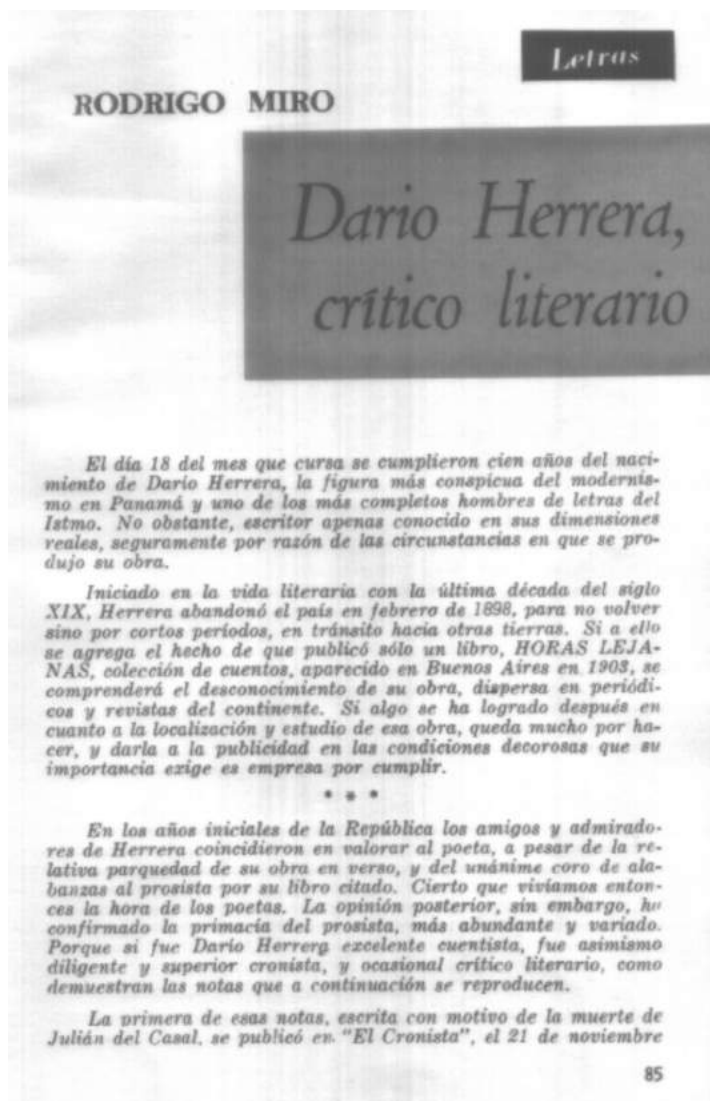 Letras
RODRIGO MIRO
Dario Herrera,
crítico literario
El día 18 del mes que cursa se cumplieron cien años del naci-
miento de Darío Herrera, la figura más conspicua del modernis-
mo en Panamá y uno de los más completos hombres de letras del
Istmo. No obstante, escritor apenas conocido en sus dimensiones
reales, seguramente por razón de las circunstancias en que se pro-
dujo su obra.
Iniciado en la vida literaria con la última década del siglo
XIX, Herrera abandonó el país en febrero de 1898, para no volver
sino por cortos períodos, en tránsito hacia otras tierras. Si a ello
se agrega el hecho de que publicó sólo un libro, HORAS LEJA-
NAS, colección de cuentos, aparecido en Buenos Aires en 1903, se
comprenderá el desconocimiento de su obra, dispersa en periódi-
cos y revistas del continente. Si algo se ha logrado después en
cuanto a la localización y estudio de esa obra, queda mucho por ha-
cer, y darla a la publicidad en las condiciones decorosas que su
importancia exige es empresa por cumplir.
* * *
En los años iniciales de la República los amigos y admirado-
res de Herrera coincidieron en valorar al poeta, a pesar de la re-
lativa parquedad de su obra en verso, y del unánime coro de ala-
banzas al prosista por su libro citado. Cierto que vivíamos enton-
ces la hora de los poetas. La opinión posterior, sin embargo, ha
confirmado la primacía del prosista, más abundante y variado.
Porque si fue Darío Herrerg excelente cuentista, fue asimismo
diligente y superior cronista, y ocasional crítico literario, como
demuestran las notas que a continuación se reproducen.
La primera de esas notas, escrita con motivo de la muerte de
Julián del Casal, se publicó en "El Cronista", el 21 de noviembre
85